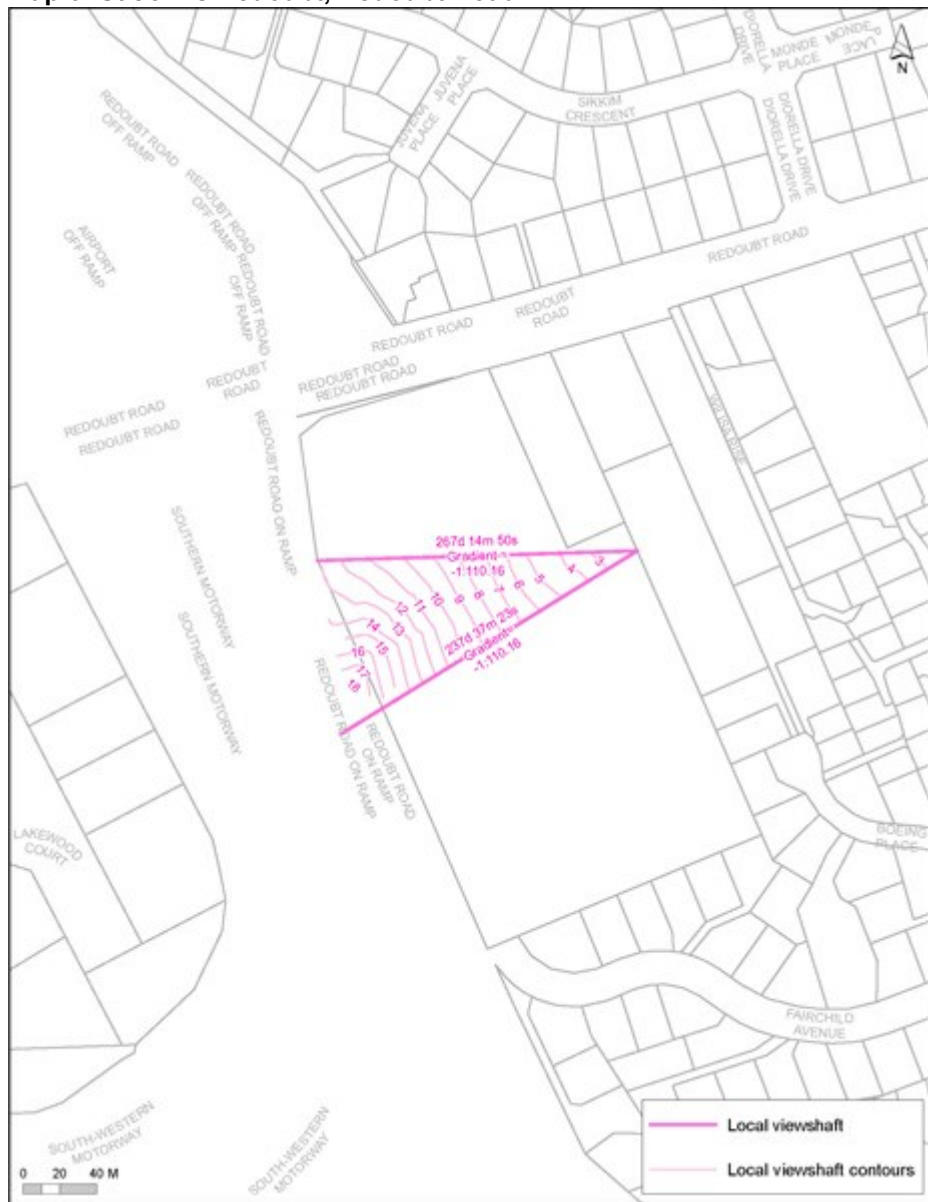 DIORELLA
DRIVE
MONDE
PLACE
MONDE
PLACE
N
JUVENA
PLACE
JUVENA
PLACE
SIKKIM
CRESCENT
DIORELLA DRIVE
DIORELLA DRIVE
REDOUBT ROAD
OFF RAMP
REDOUBT ROAD
OFF RAMP
AIRPORT
OFF RAMP
REDOUBT ROAD
OFF RAMP
REDOUBT ROAD
REDOUBT
ROAD
REDOUBT ROAD
REDOUBT
ROAD
REDOUBT ROAD
REDOUBT ROAD
REDOUBT ROAD
REDOUBT ROAD
REDOUBT ROAD ON RAMP
SOUTHERN MOTORWAY
SOUTHERN MOTORWAY
267d 14m 50s
Gradient=
-1:110.16
3
4
5
6
7
8
9
10
11
12
13
14
15
16
17
18
237d 37m 23s
Gradient=
-1:110.16
REDOUBT ROAD ON RAMP
REDOUBT ROAD
ON RAMP
LAKEWOOD
COURT
BOEING
PLACE
FAIRCHILD
AVENUE
SOUTH-WESTERN
MOTORWAY
SOUTH-WESTERN
MOTORWAY
0 20 40 M
Local viewshaft
Local viewshaft contours